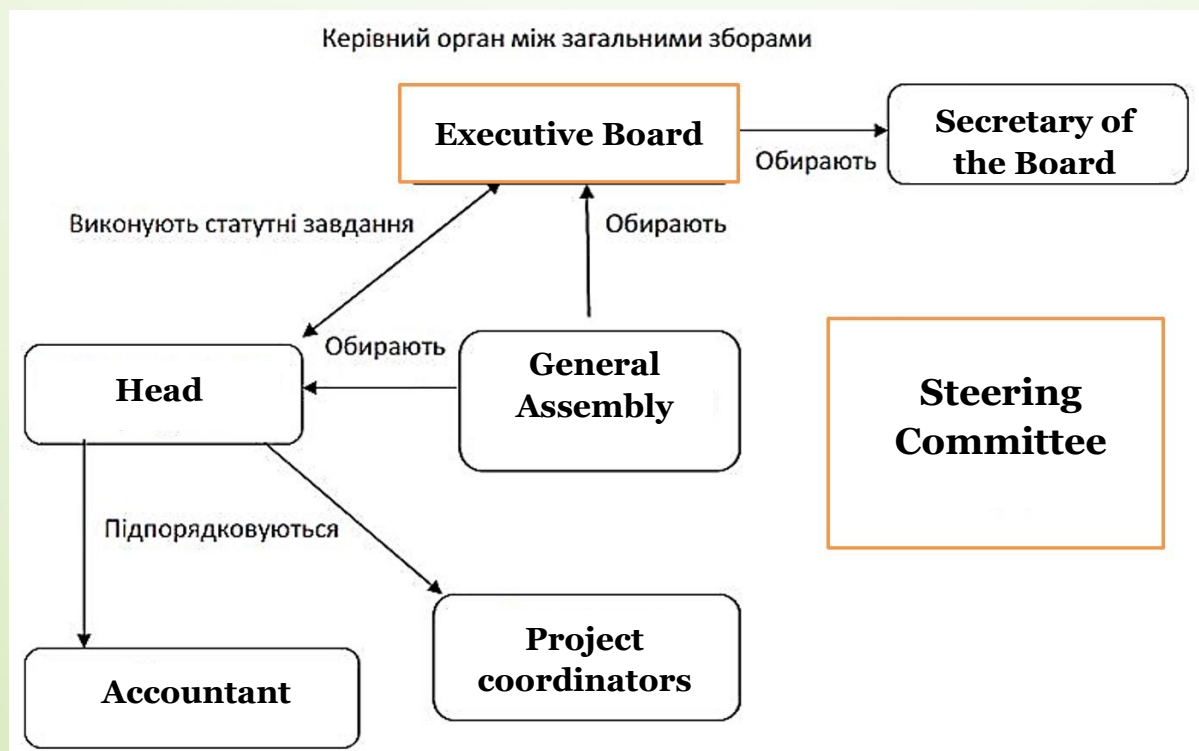 Керівний орган між загальними зборами
Executive Board
Обирають
Secretary of
the Board
Виконують статутні завдання
Обирають
Head
Обирають
General
Assembly
Steering
Committee
Підпорядковуються
Accountant
Project
coordinators